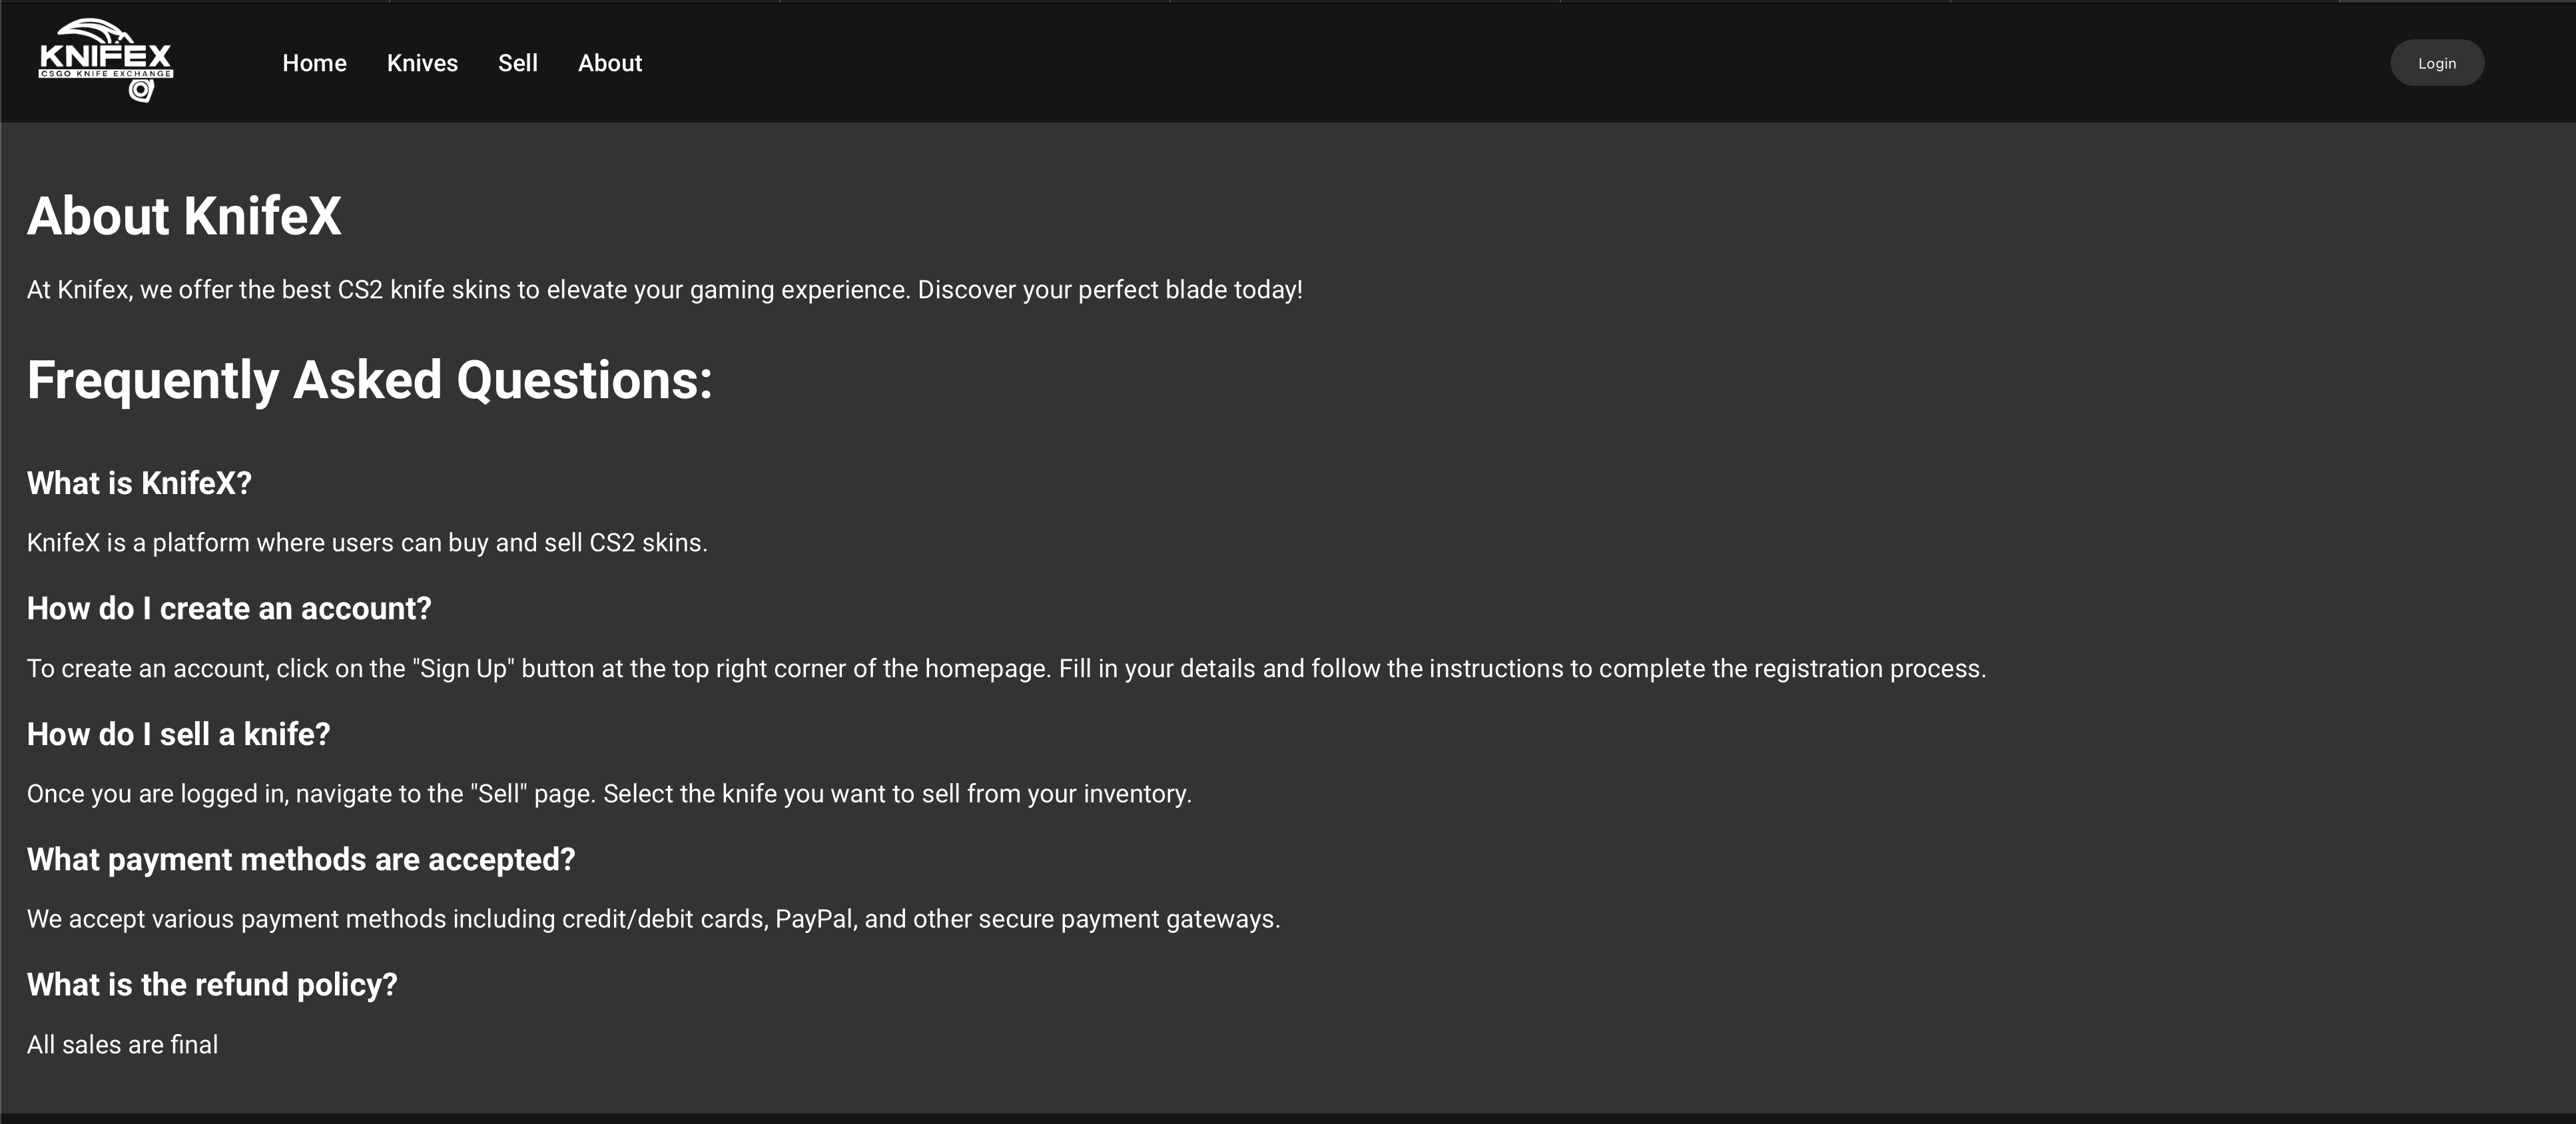 KNIFEX
CSGO KNIFE EXCHANGE
Home Knives Sell About
Login
About KnifeX
At Knifex, we offer the best CS2 knife skins to elevate your gaming experience. Discover your perfect blade today!
Frequently Asked Questions:
What is KnifeX?
KnifeX is a platform where users can buy and sell CS2 skins.
How do I create an account?
To create an account, click on the "Sign Up" button at the top right corner of the homepage. Fill in your details and follow the instructions to complete the registration process.
How do I sell a knife?
Once you are logged in, navigate to the "Sell" page. Select the knife you want to sell from your inventory.
What payment methods are accepted?
We accept various payment methods including credit/debit cards, PayPal, and other secure payment gateways.
What is the refund policy?
All sales are final